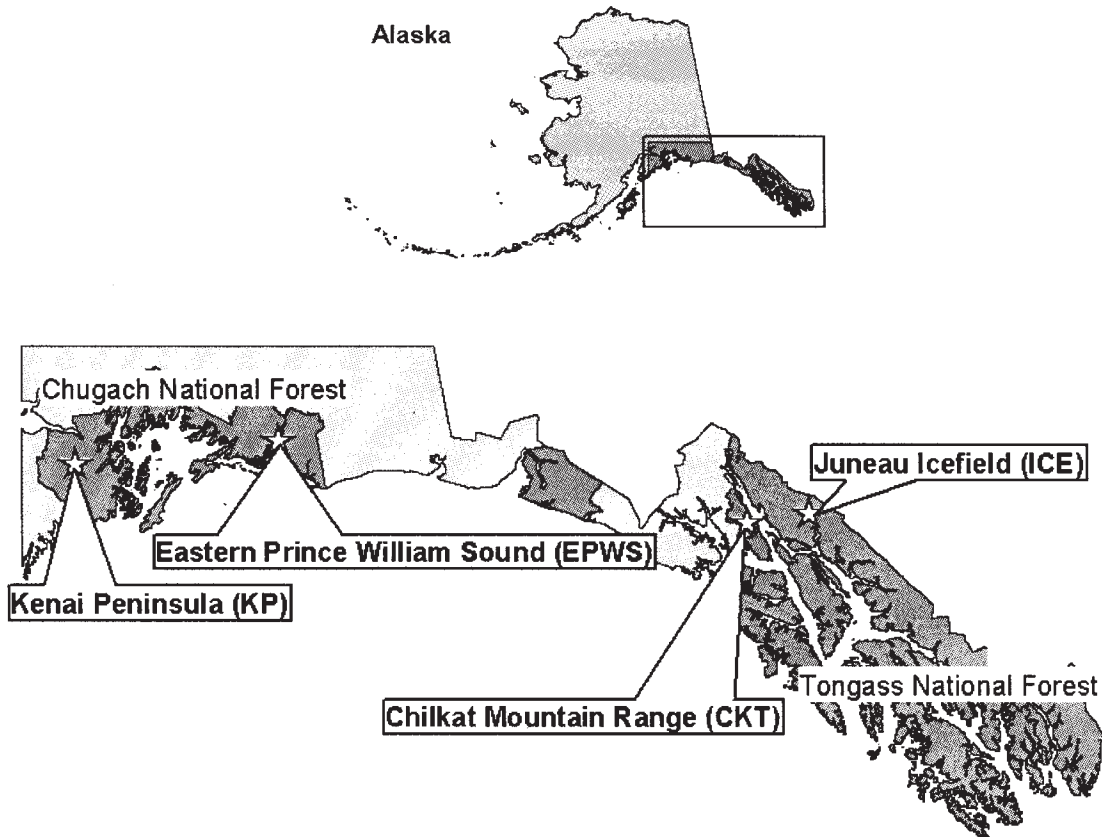 Alaska
Chugach National Forest
Juneau Icefield (ICE)
Eastern Prince William Sound (EPWS)
Kenai Peninsula (KP)
Tongass National Forest
Chilkat Mountain Range (CKT)